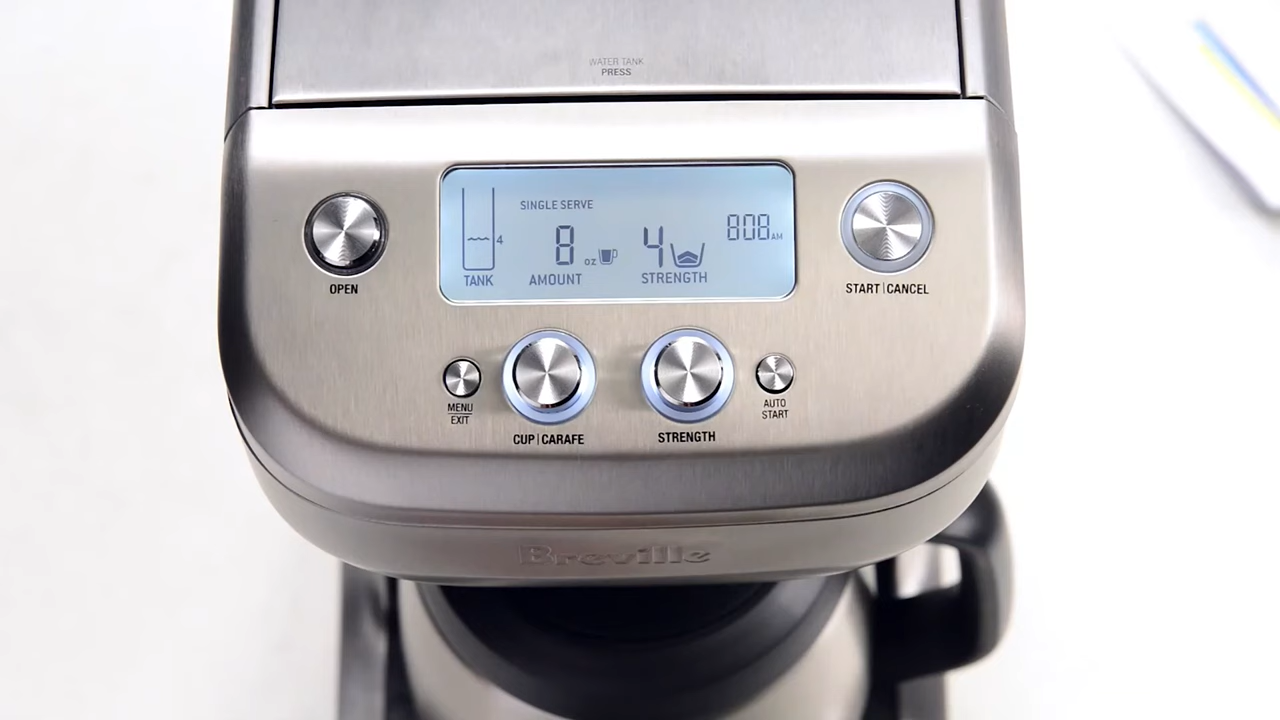 WATER TANK
PRESS
SINGLE SERVE
4
8 oz
4
808 AM
TANK
AMOUNT
STRENGTH
OPEN
START|CANCEL
MENU
EXIT
CUP|CARAFE
STRENGTH
AUTO
START
Breville